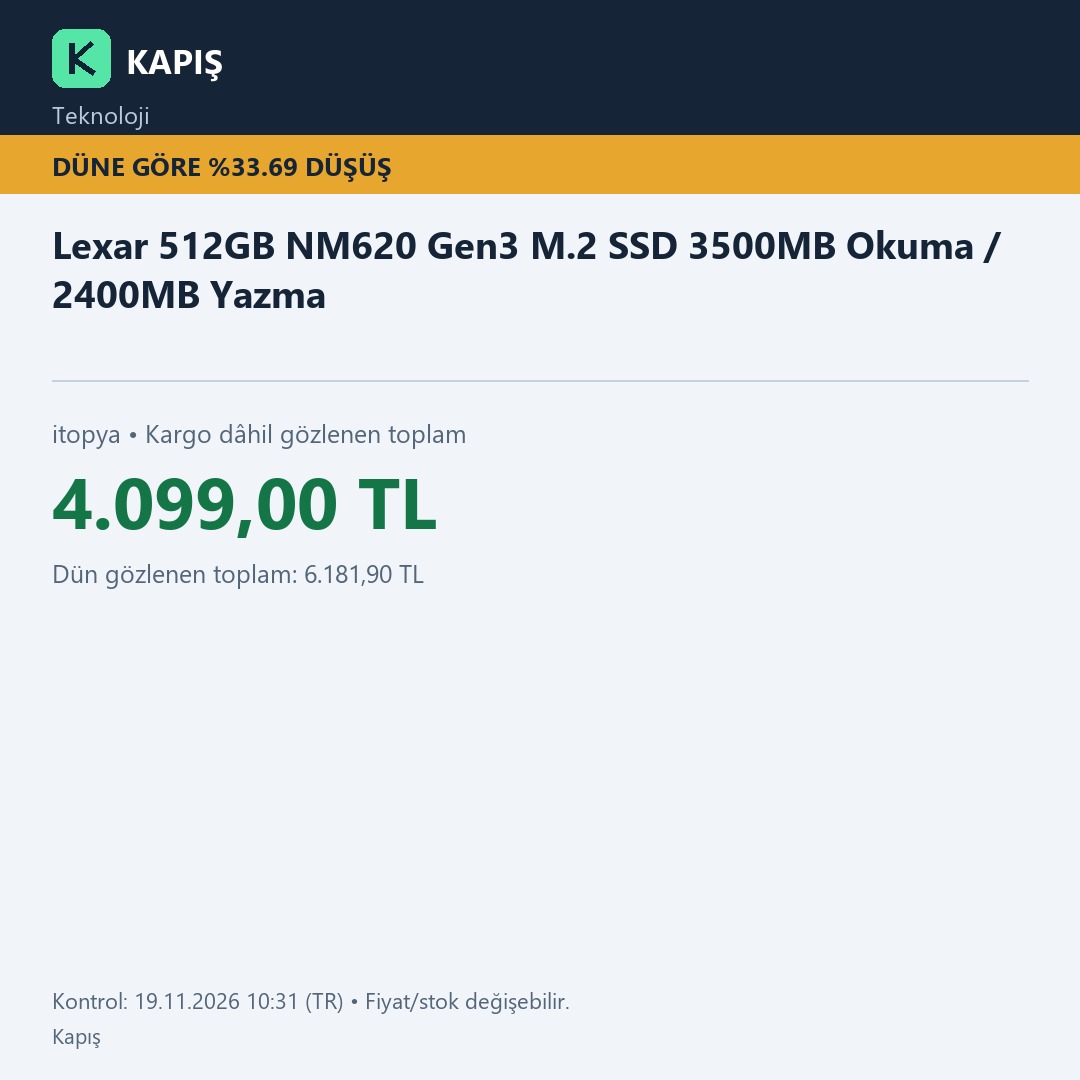 K KAPIŞ
Teknoloji
DÜNE GÖRE %33.69 DÜŞÜŞ
Lexar 512GB NM620 Gen3 M.2 SSD 3500MB Okuma /
2400MB Yazma
itopya • Kargo dâhil gözlenen toplam
4.099,00 TL
Dün gözlenen toplam: 6.181,90 TL
Kontrol: 19.11.2026 10:31 (TR) • Fiyat/stok değişebilir.
Kapış